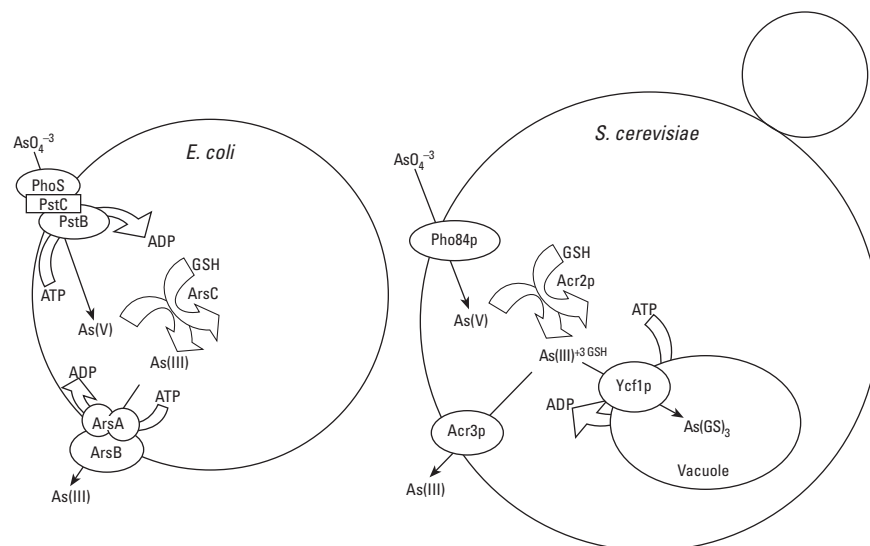 E. coli
AsO₄⁻³
PhoS
PstC
PstB
ADP
ATP
GSH
ArsC
As(V)
As(III)
ADP
ATP
ArsA
ArsB
As(III)
S. cerevisiae
AsO₄⁻³
Pho84p
GSH
Acr2p
As(V)
ATP
As(III)⁺³ ᴳˢᴴ
Ycf1p
ADP
As(GS)₃
Acr3p
Vacuole
As(III)